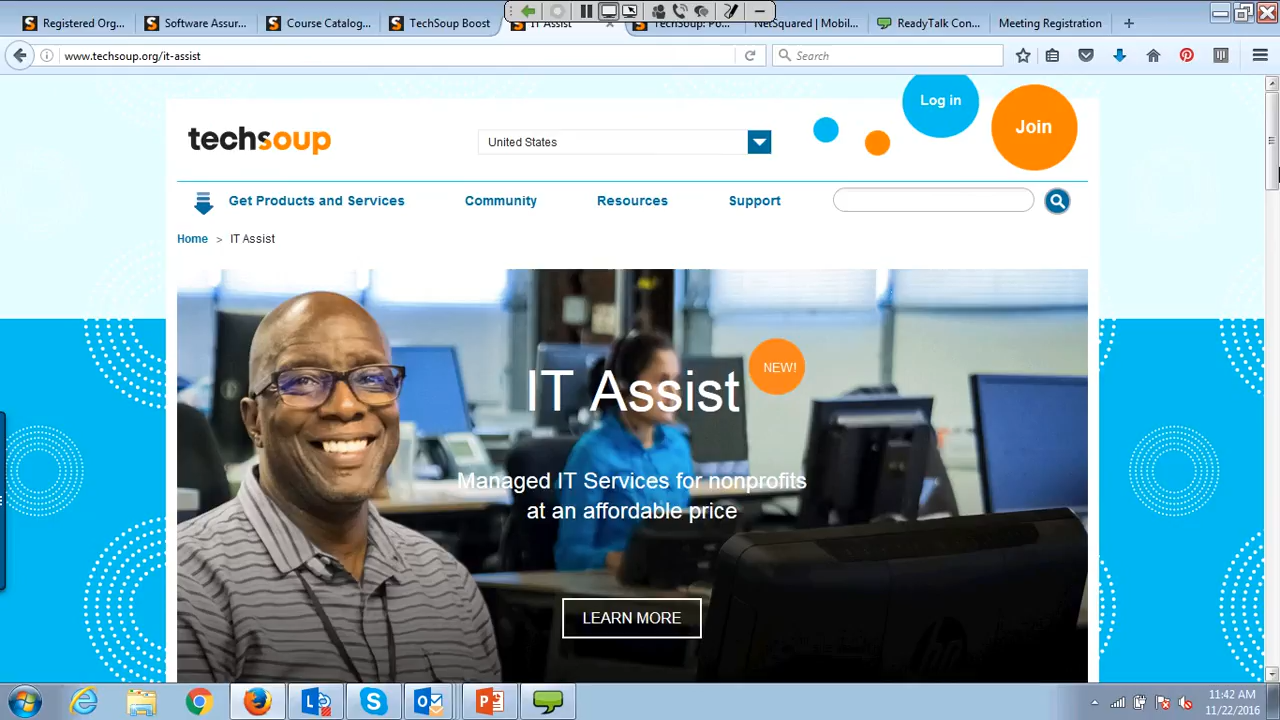 Registered Org...
Software Assur...
Course Catalog...
TechSoup Boost
IT Assist
TechSoup: Po...
NetSquared | Mobil...
ReadyTalk Con...
Meeting Registration
www.techsoup.org/it-assist
Search
techsoup
United States
Log in
Join
Get Products and Services
Community
Resources
Support
Home > IT Assist
IT Assist
NEW!
Managed IT Services for nonprofits
at an affordable price
LEARN MORE
11:42 AM
11/22/2016